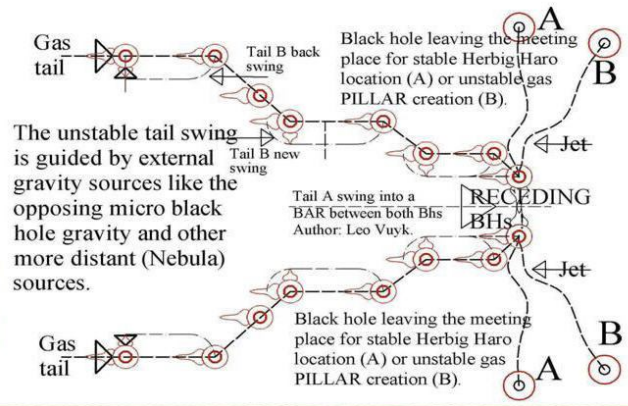 Gas
tail
Tail B back
swing
Black hole leaving the meeting
place for stable Herbig Haro
location (A) or unstable gas
PILLAR creation (B).
A
B
The unstable tail swing
is guided by external
gravity sources like the
opposing micro black
hole gravity and other
more distant (Nebula)
sources.
Tail B new
swing
Jet
Tail A swing into a
BAR between both Bhs
Author: Leo Vuyk.
RECEDING
BHs
Jet
Gas
tail
Black hole leaving the meeting
place for stable Herbig Haro
location (A) or unstable gas
PILLAR creation (B).
A
B